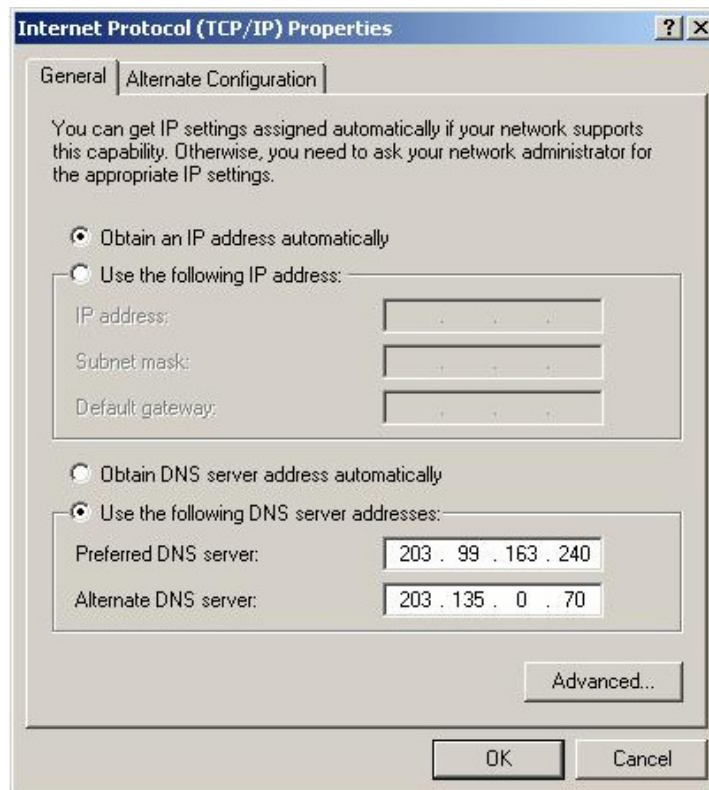 Internet Protocol (TCP/IP) Properties
General
Alternate Configuration
You can get IP settings assigned automatically if your network supports
this capability. Otherwise, you need to ask your network administrator for
the appropriate IP settings.
Obtain an IP address automatically
Use the following IP address:
IP address: . . .
Subnet mask: . . .
Default gateway: . . .
Obtain DNS server address automatically
Use the following DNS server addresses:
Preferred DNS server: 203 . 99 . 163 . 240
Alternate DNS server: 203 . 135 . 0 . 70
Advanced...
OK Cancel